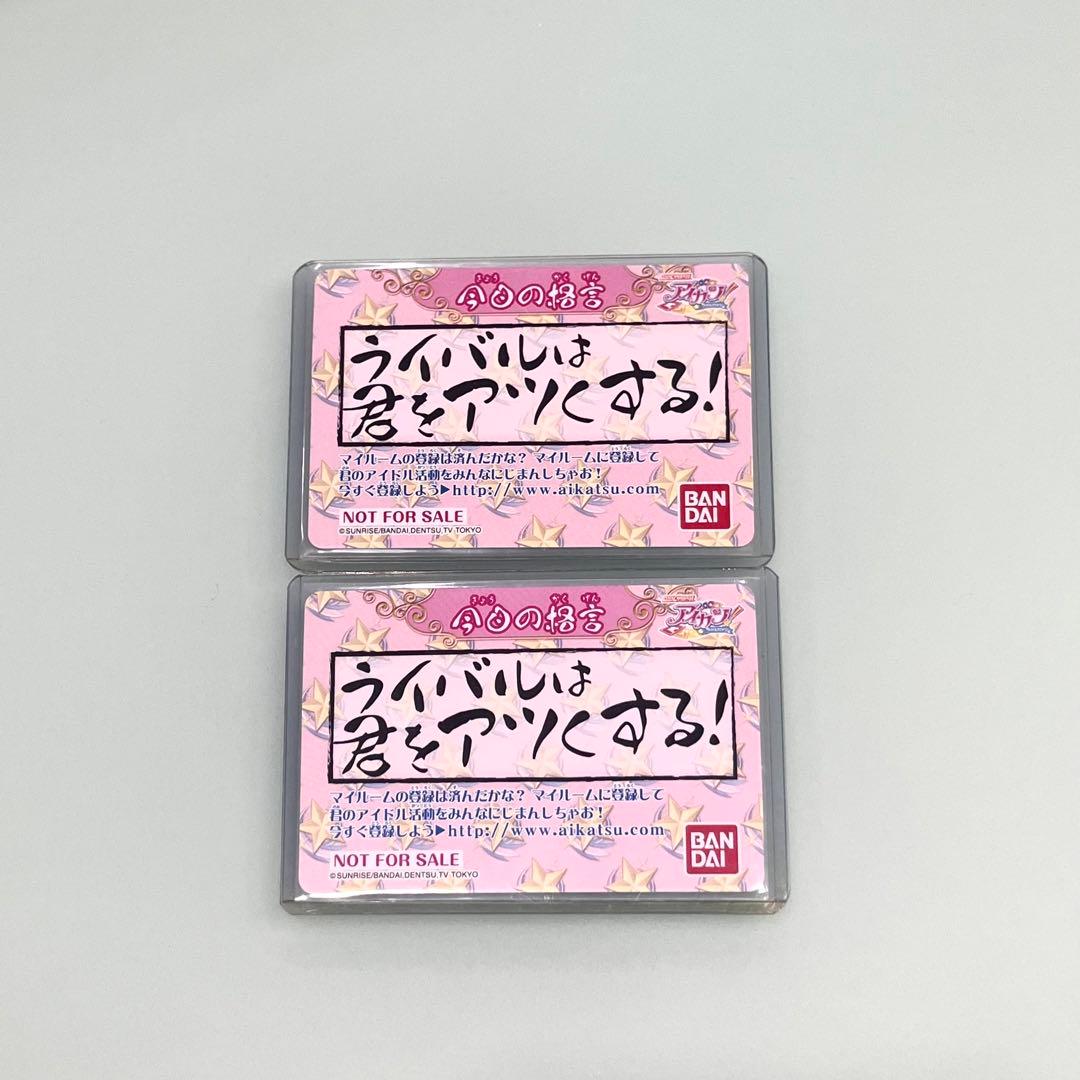 今日の格言
アイカツ!
ライバルは
君をアツくする!
マイルームの登録は済んだかな? マイルームに登録して
君のアイドル活動をみんなにじまんしちゃお!
今すぐ登録しよう▶http://www.aikatsu.com
NOT FOR SALE
©SUNRISE/BANDAI,DENTSU,TV TOKYO
BAN
DAI
今日の格言
アイカツ!
ライバルは
君をアツくする!
マイルームの登録は済んだかな? マイルームに登録して
君のアイドル活動をみんなにじまんしちゃお!
今すぐ登録しよう▶http://www.aikatsu.com
NOT FOR SALE
©SUNRISE/BANDAI,DENTSU,TV TOKYO
BAN
DAI